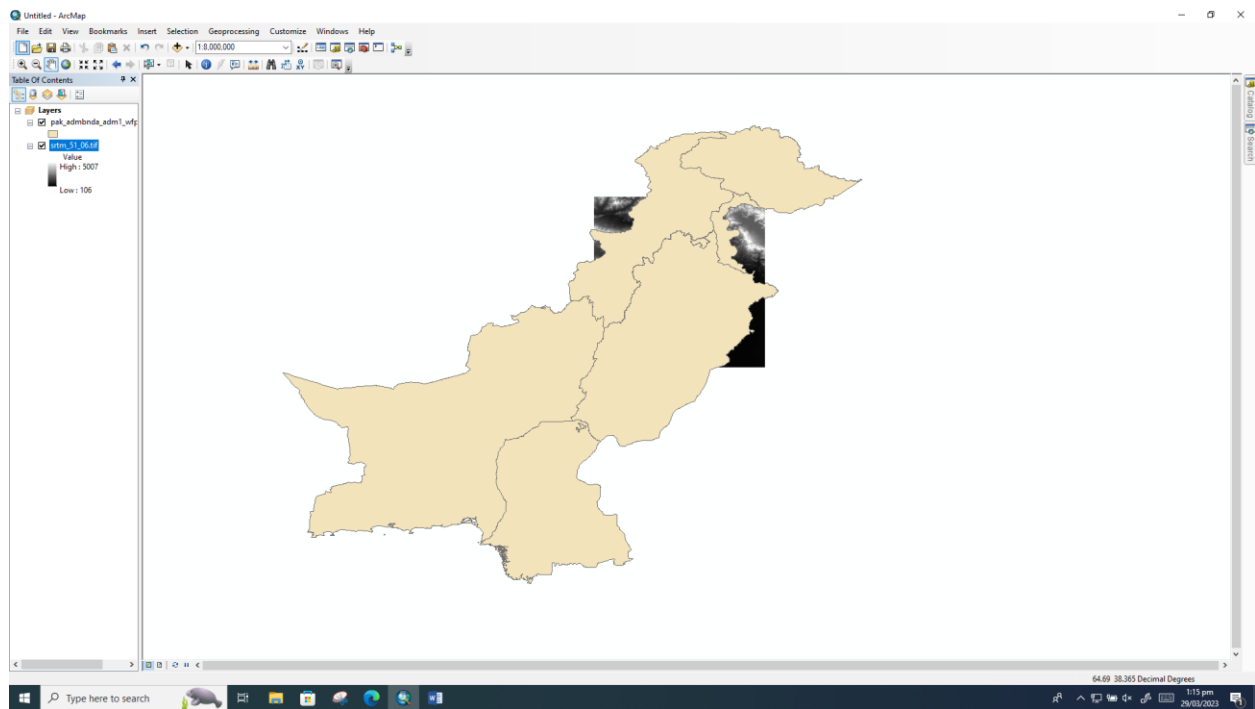 Untitled - ArcMap
File Edit View Bookmarks Insert Selection Geoprocessing Customize Windows Help
1:8,000,000
Table Of Contents
Layers
pak_admbnda_adm1_wfp
srtm_51_06.tif
Value
High : 5007
Low : 106
Catalog
Search
64.69 38.365 Decimal Degrees
Type here to search
1:15 pm
29/03/2023